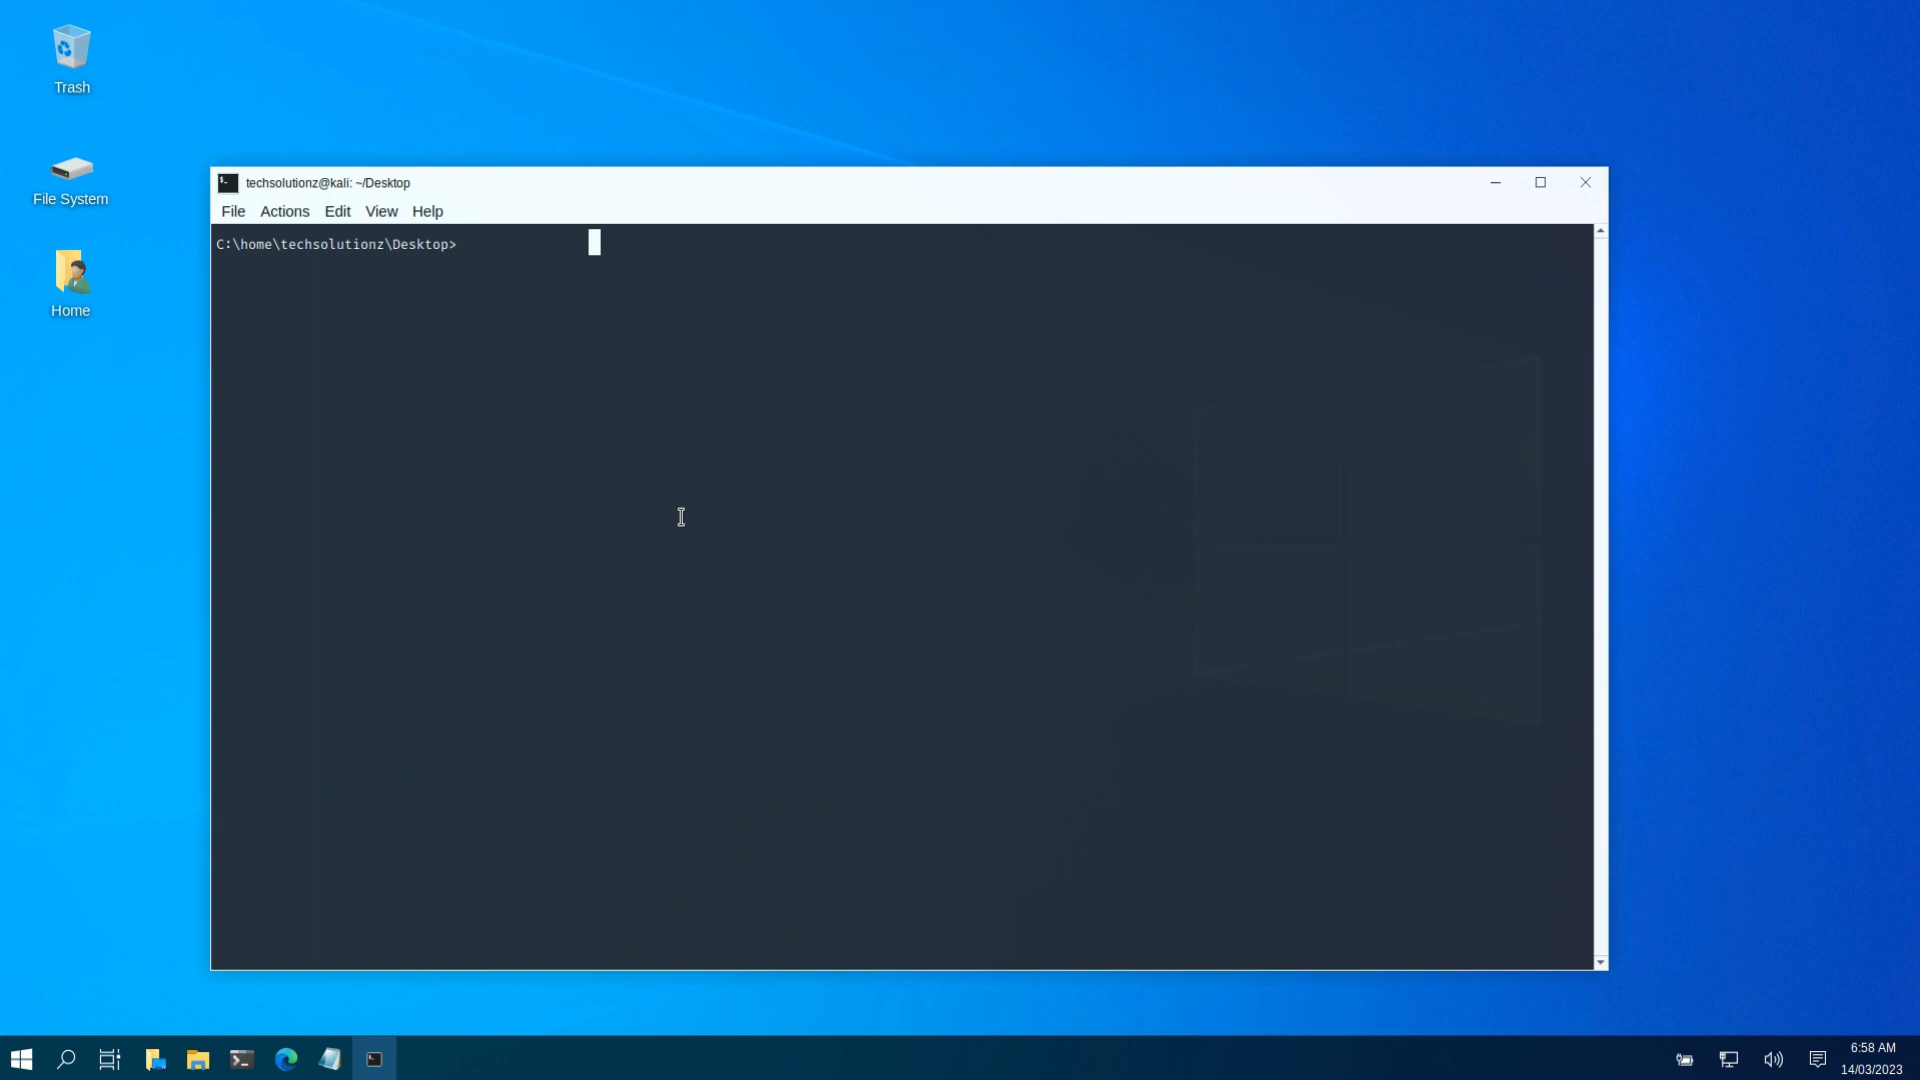 Trash
File System
Home
techsolutionz@kali: ~/Desktop
File Actions Edit View Help
C:\home\techsolutionz\Desktop>
6:58 AM
14/03/2023